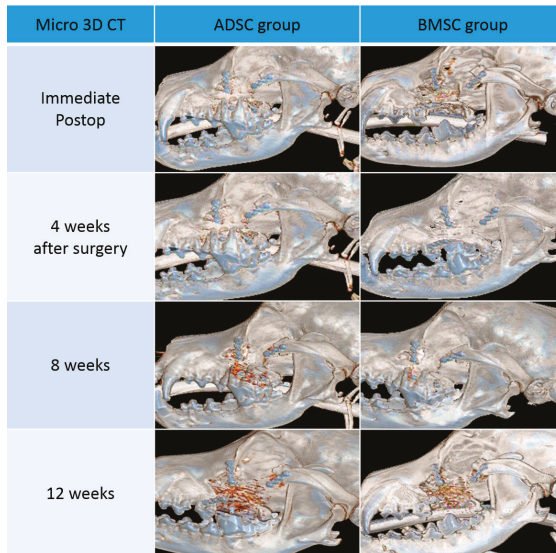 Micro 3D CT ADSC group BMSC group
Immediate
Postop
4 weeks
after surgery
8 weeks
12 weeks